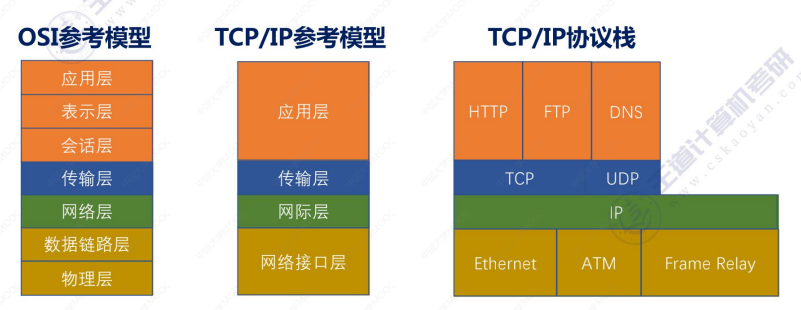 OSI参考模型
应用层
表示层
会话层
传输层
网络层
数据链路层
物理层
TCP/IP参考模型
应用层
传输层
网际层
网络接口层
TCP/IP协议栈
HTTP FTP DNS
TCP UDP
IP
Ethernet ATM Frame Relay
王道计算机考研
www.cskaoyan.com